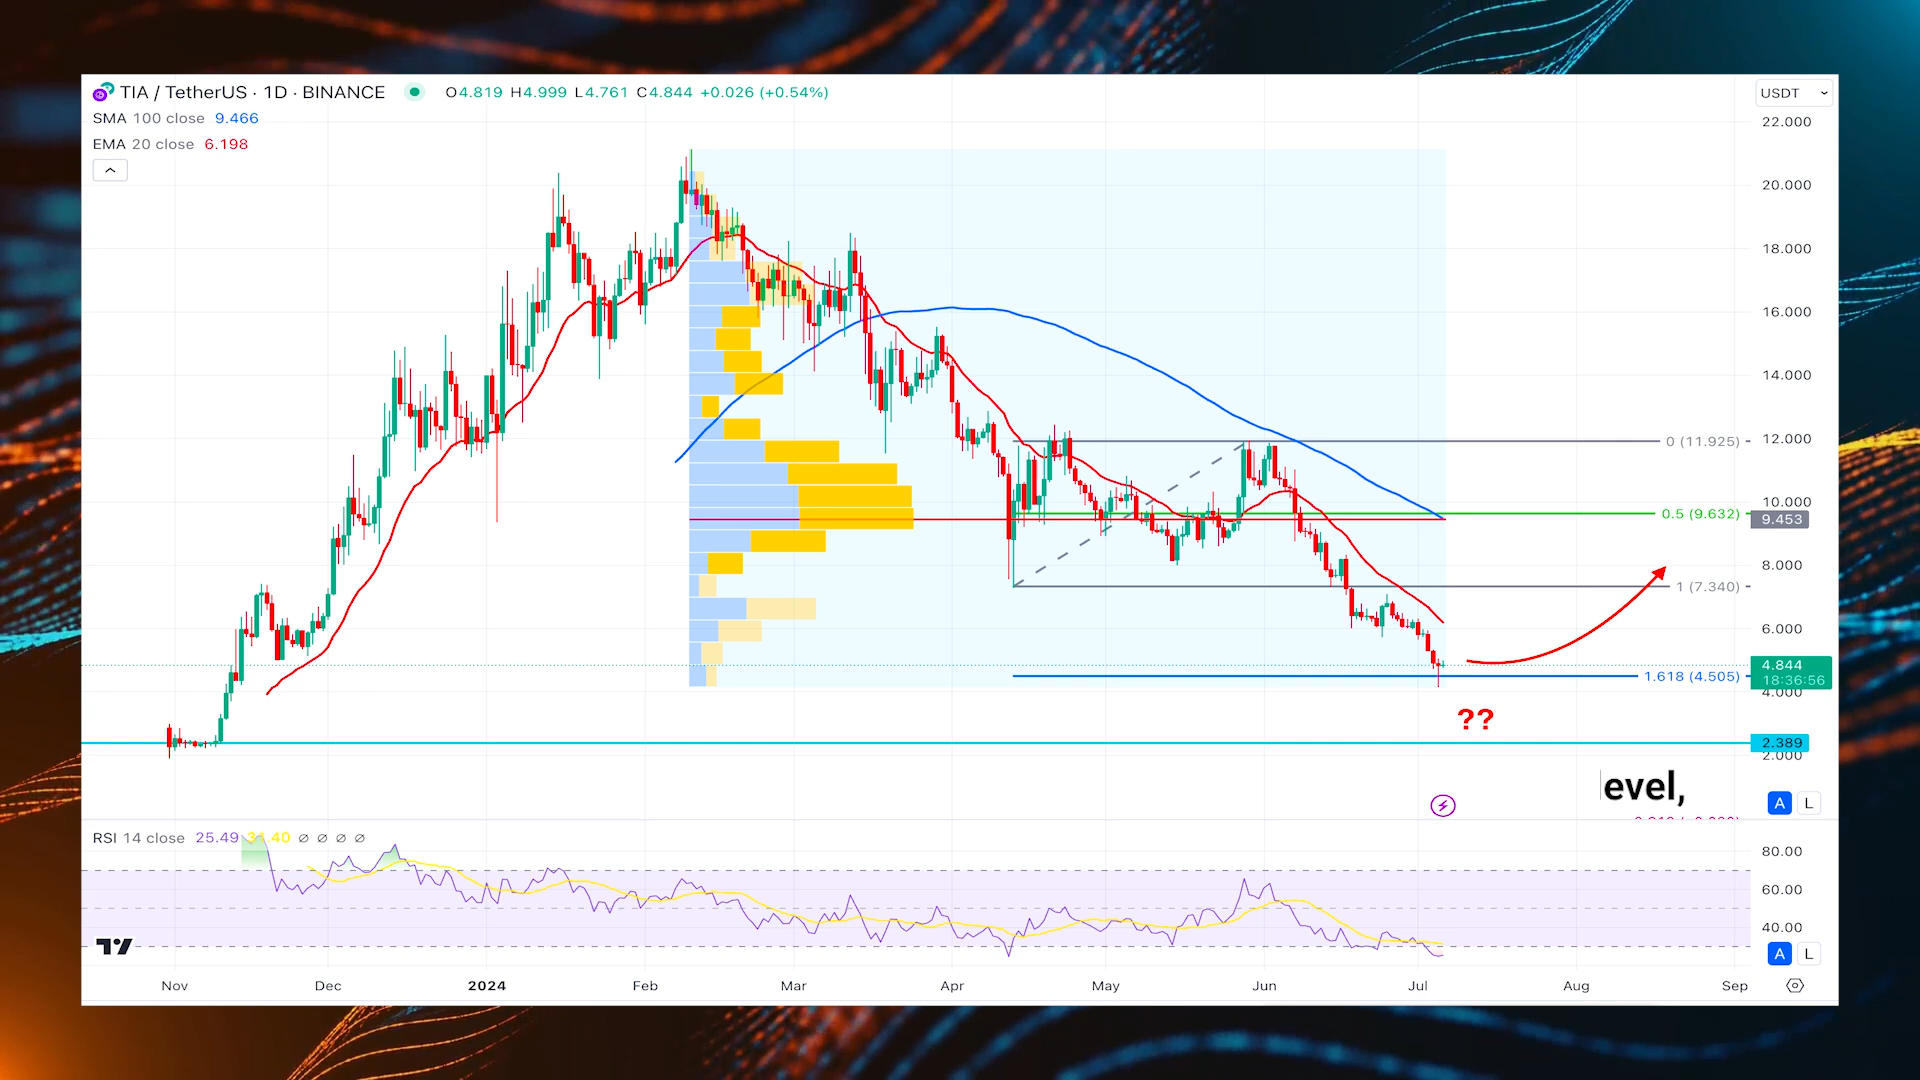 TIA / TetherUS · 1D · BINANCE O4.819 H4.999 L4.761 C4.844 +0.026 (+0.54%)
SMA 100 close 9.466
EMA 20 close 6.198
USDT
22.000
20.000
18.000
16.000
14.000
12.000
0 (11.925)
10.000
0.5 (9.632)
9.453
8.000
1 (7.340)
6.000
4.844
18:36:56
1.618 (4.505)
4.000
??
2.389
2.000
evel,
A L
RSI 14 close 25.49 31.40 ∅ ∅ ∅ ∅
80.00
60.00
40.00
A L
Nov Dec 2024 Feb Mar Apr May Jun Jul Aug Sep